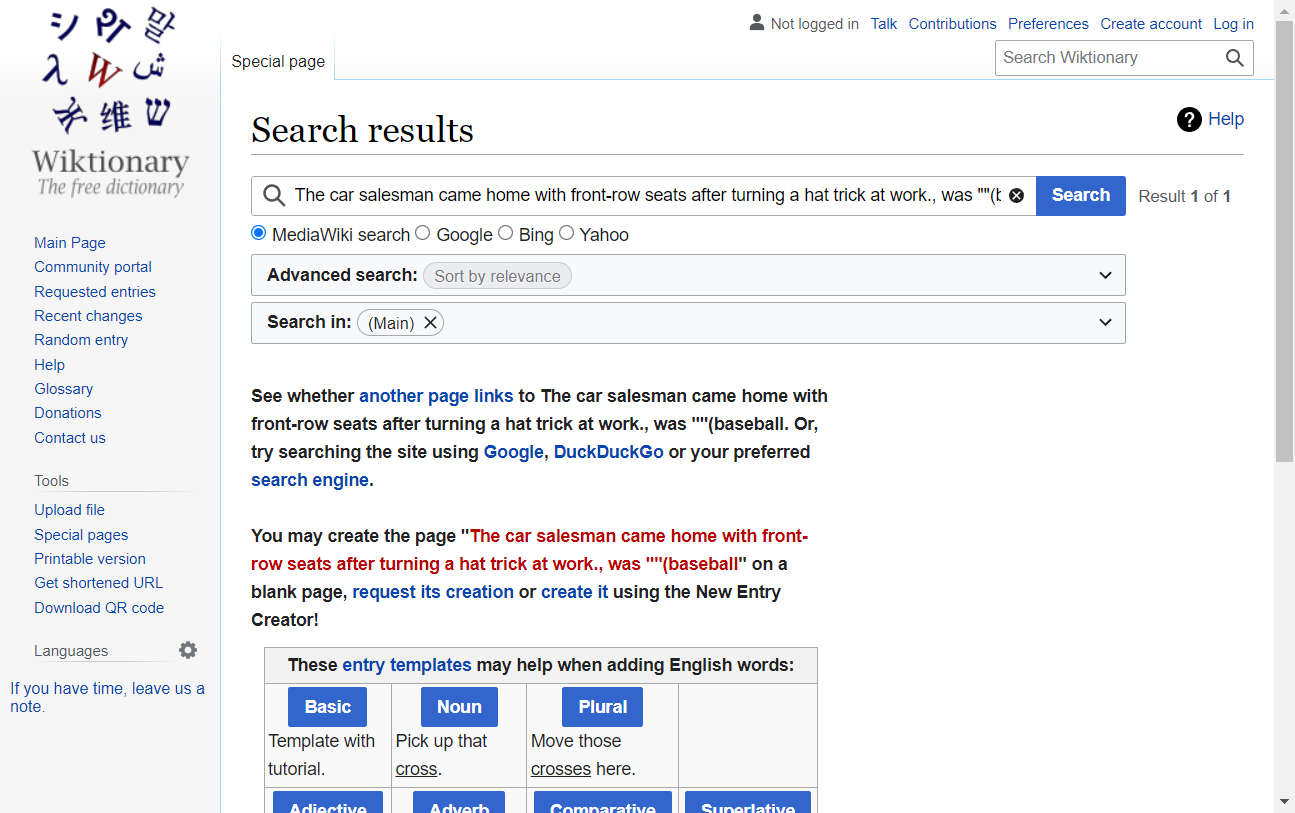 Wiktionary
The free dictionary
Not logged in Talk Contributions Preferences Create account Log in
Special page
Search Wiktionary
Search results
Help
The car salesman came home with front-row seats after turning a hat trick at work., was ""(b
Search
Result 1 of 1
MediaWiki search Google Bing Yahoo
Advanced search: Sort by relevance
Search in: (Main)
See whether another page links to The car salesman came home with
front-row seats after turning a hat trick at work., was ""(baseball. Or,
try searching the site using Google, DuckDuckGo or your preferred
search engine.
You may create the page "The car salesman came home with front-
row seats after turning a hat trick at work., was ""(baseball" on a
blank page, request its creation or create it using the New Entry
Creator!
These entry templates may help when adding English words:
Basic
Template with
tutorial.
Noun
Pick up that
cross.
Plural
Move those
crosses here.
Adjective
Adverb
Comparative
Superlative
Main Page
Community portal
Requested entries
Recent changes
Random entry
Help
Glossary
Donations
Contact us
Tools
Upload file
Special pages
Printable version
Get shortened URL
Download QR code
Languages
If you have time, leave us a
note.